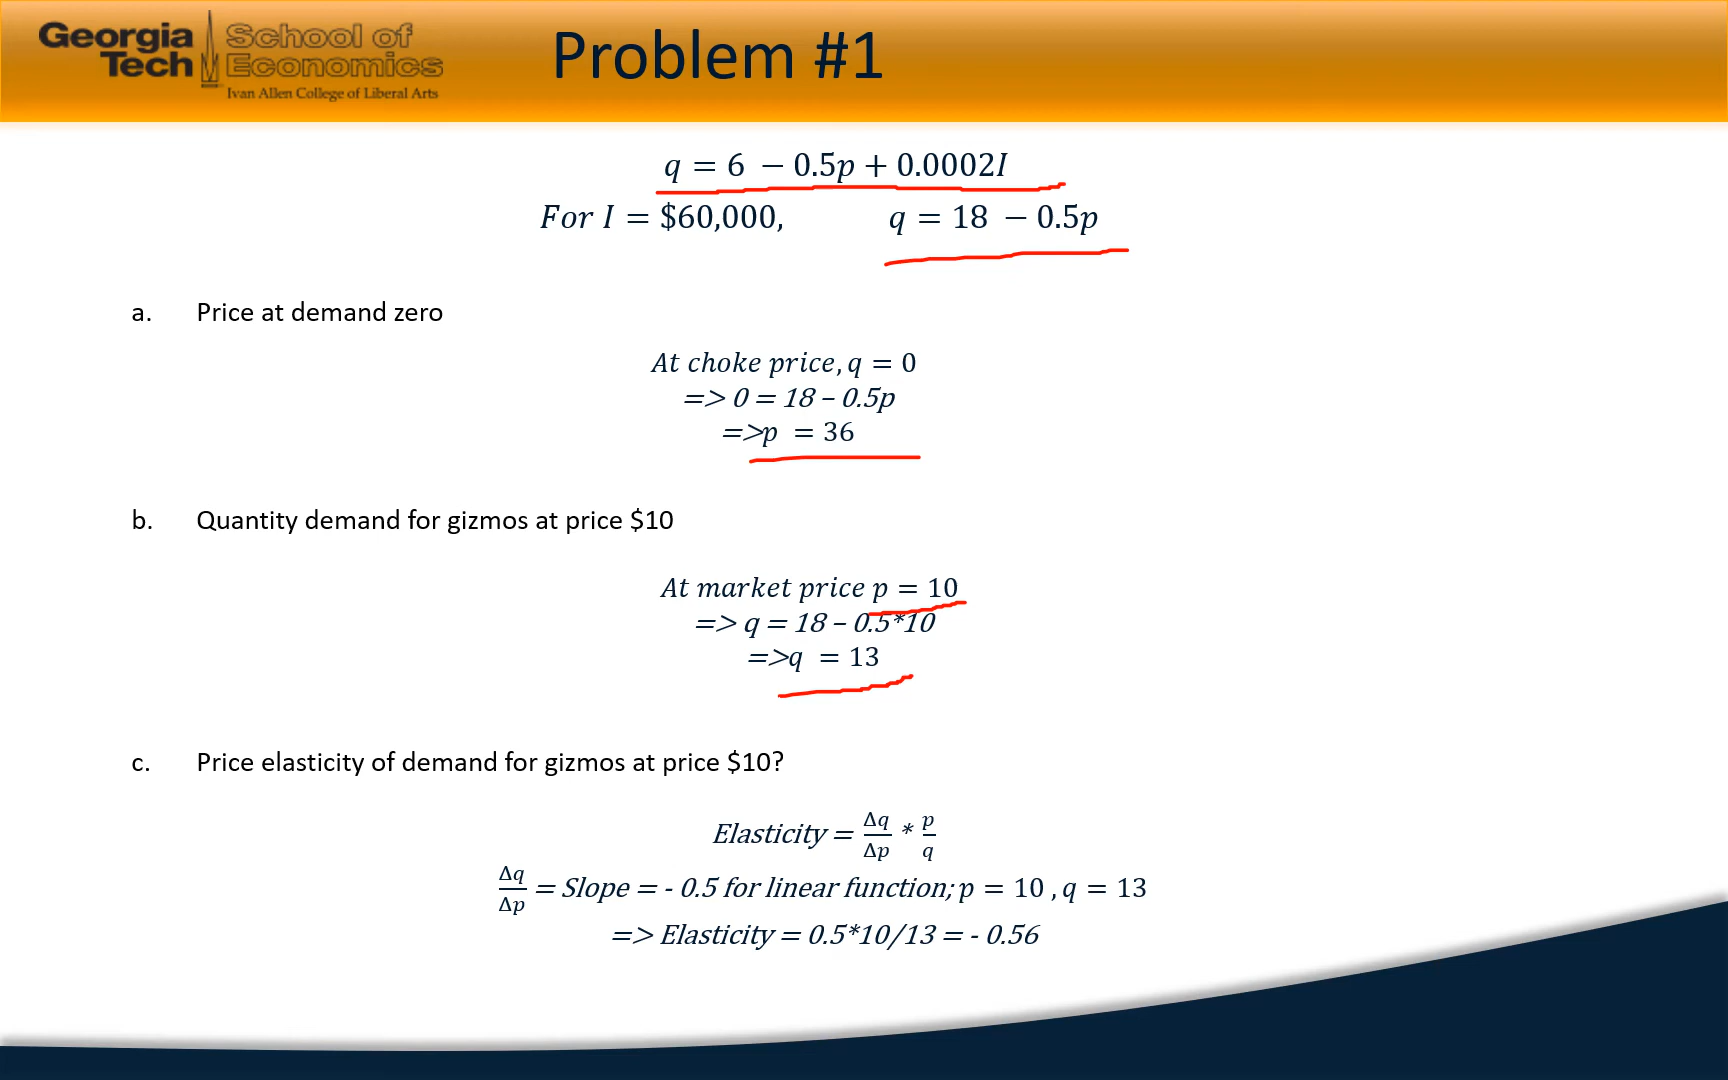 Georgia Tech
School of Economics
Ivan Allen College of Liberal Arts
Problem #1
q = 6 − 0.5p + 0.0002I
For I = $60,000, q = 18 − 0.5p
a. Price at demand zero
At choke price, q = 0
=> 0 = 18 – 0.5p
=>p = 36
b. Quantity demand for gizmos at price $10
At market price p = 10
=> q = 18 – 0.5*10
=>q = 13
c. Price elasticity of demand for gizmos at price $10?
Elasticity = Δq/Δp * p/q
Δq/Δp = Slope = - 0.5 for linear function; p = 10 , q = 13
=> Elasticity = 0.5*10/13 = - 0.56